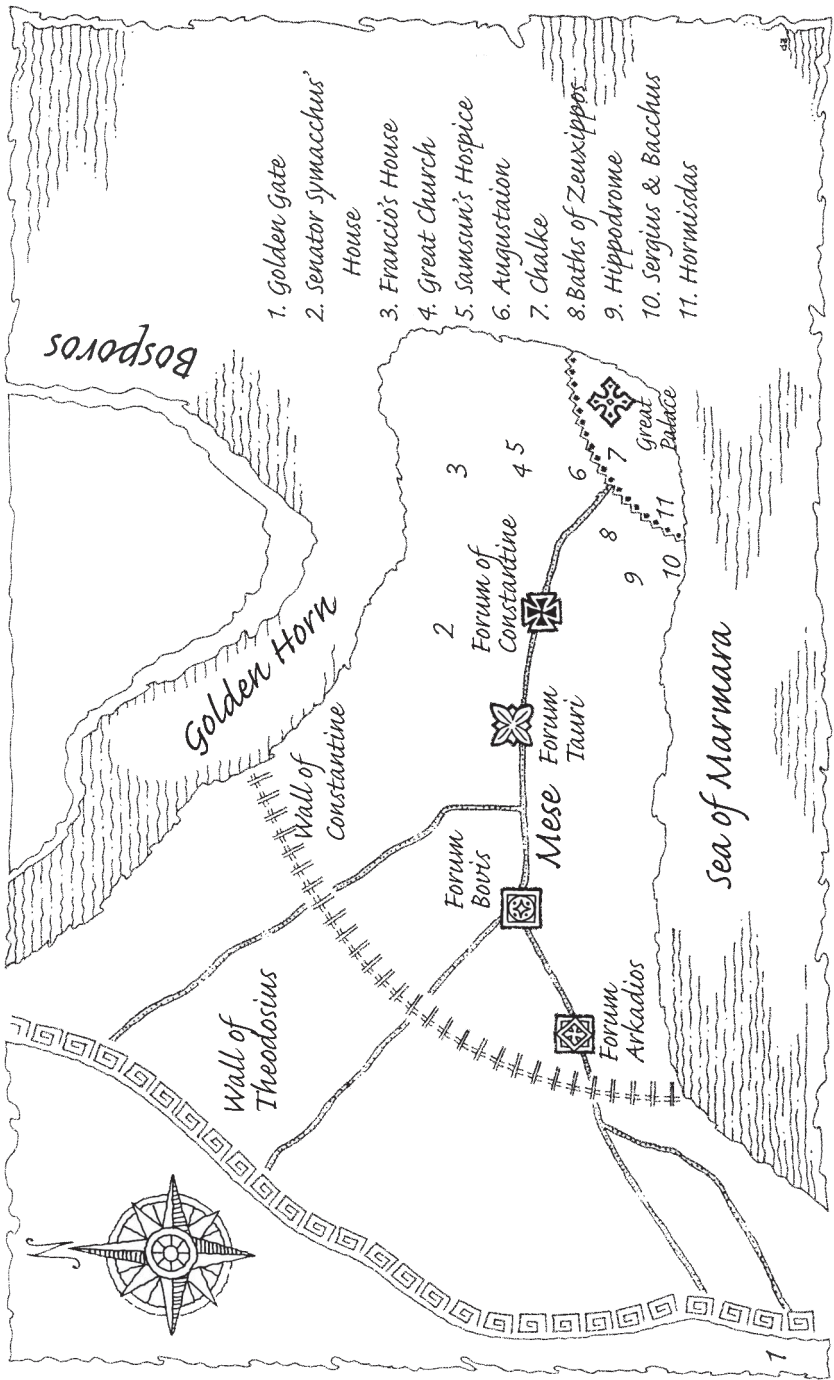 Bosporos
Golden Horn
Wall of
Constantine
Wall of
Theodosius
Forum
Bovis
Forum
Arkadios
Mese
Forum
Tauri
Forum of
Constantine
Great
Palace
Sea of Marmara
N
1
2
3
4
5
6
7
8
9
10
11
1. Golden Gate
2. Senator Symacchus'
House
3. Francio's House
4. Great Church
5. Samsun's Hospice
6. Augustaion
7. Chalke
8.Baths of Zeuxippos
9. Hippodrome
10. Sergius & Bacchus
11. Hormisdas